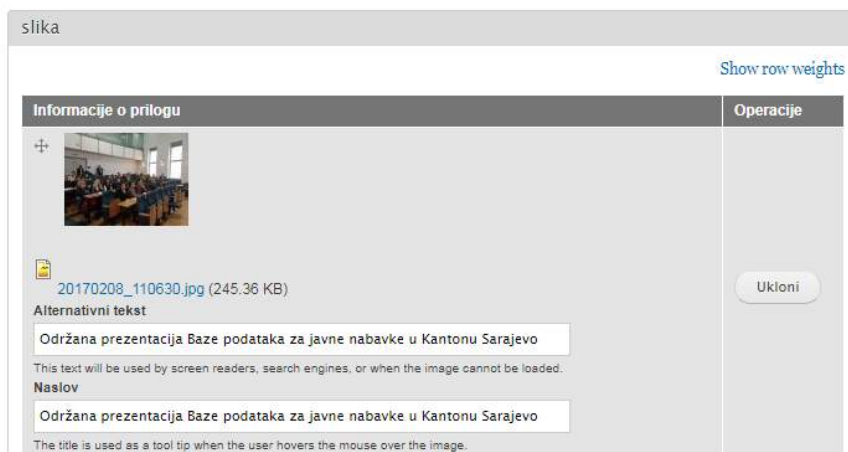 slika
Show row weights
Informacije o prilogu
Operacije
20170208_110630.jpg (245.36 KB)
Ukloni
Alternativni tekst
Održana prezentacija Baze podataka za javne nabavke u Kantonu Sarajevo
This text will be used by screen readers, search engines, or when the image cannot be loaded.
Naslov
Održana prezentacija Baze podataka za javne nabavke u Kantonu Sarajevo
The title is used as a tool tip when the user hovers the mouse over the image.